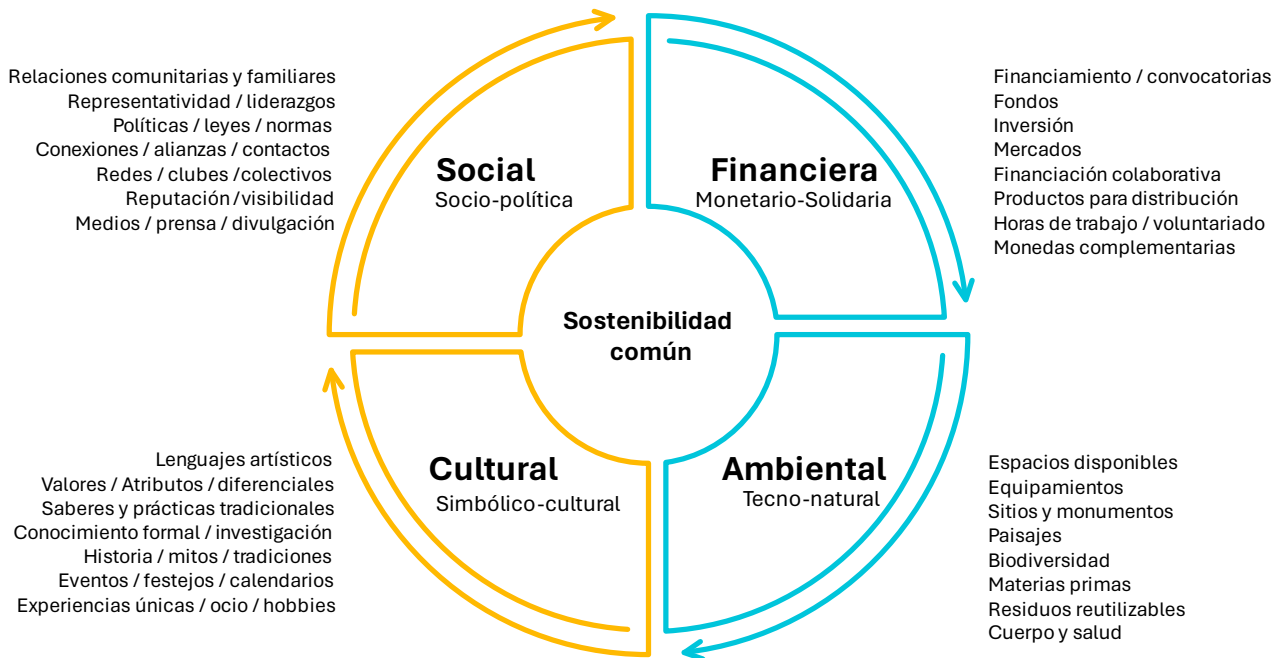 Relaciones comunitarias y familiares
Representatividad / liderazgos
Políticas / leyes / normas
Conexiones / alianzas / contactos
Redes / clubes /colectivos
Reputación /visibilidad
Medios / prensa / divulgación
Social
Socio-política
Financiera
Monetario-Solidaria
Financiamiento / convocatorias
Fondos
Inversión
Mercados
Financiación colaborativa
Productos para distribución
Horas de trabajo / voluntariado
Monedas complementarias
Sostenibilidad
común
Lenguajes artísticos
Valores / Atributos / diferenciales
Saberes y prácticas tradicionales
Conocimiento formal / investigación
Historia / mitos / tradiciones
Eventos / festejos / calendarios
Experiencias únicas / ocio / hobbies
Cultural
Simbólico-cultural
Ambiental
Tecno-natural
Espacios disponibles
Equipamientos
Sitios y monumentos
Paisajes
Biodiversidad
Materias primas
Residuos reutilizables
Cuerpo y salud